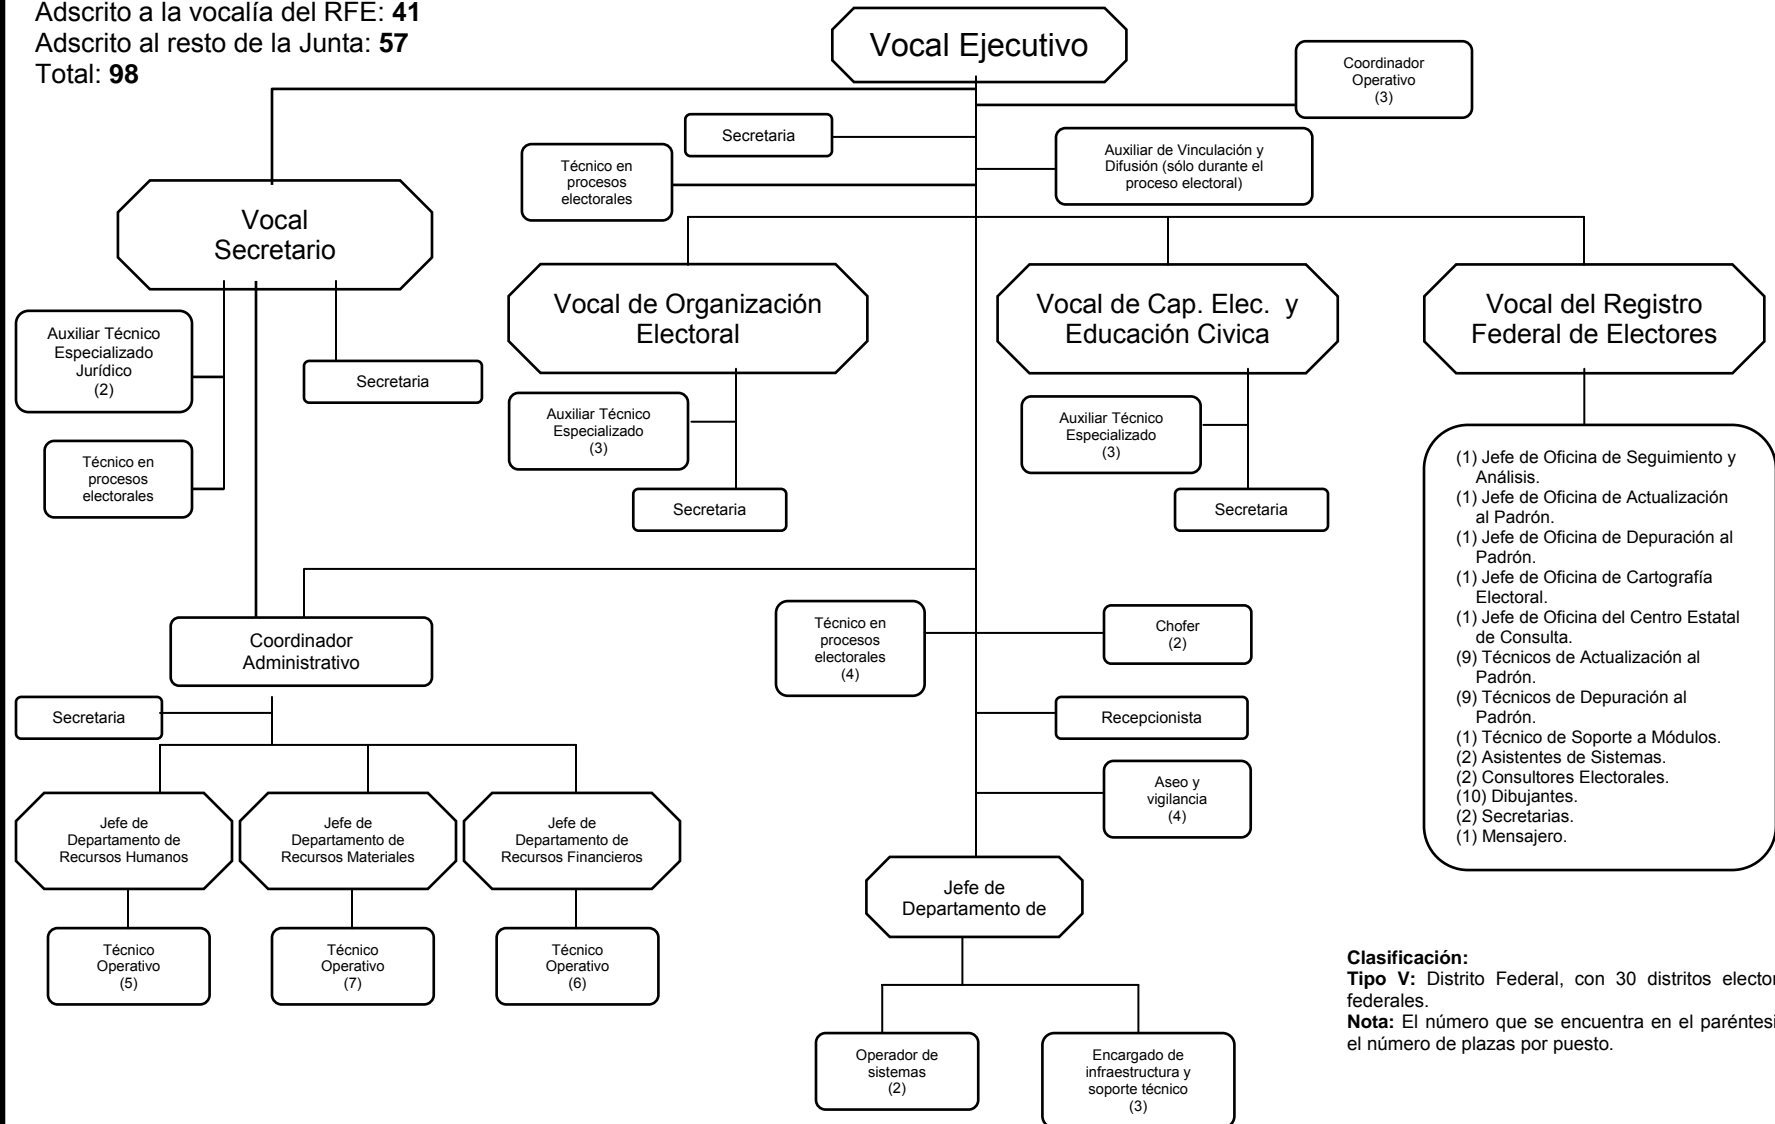 Adscrito a la vocalía del RFE: 41
Adscrito al resto de la Junta: 57
Total: 98
Vocal Ejecutivo
Coordinador
Operativo
(3)
Secretaria
Técnico en
procesos
electorales
Auxiliar de Vinculación y
Difusión (sólo durante el
proceso electoral)
Vocal
Secretario
Vocal de Organización
Electoral
Vocal de Cap. Elec. y
Educación Civica
Vocal del Registro
Federal de Electores
Auxiliar Técnico
Especializado
Jurídico
(2)
Secretaria
Técnico en
procesos
electorales
Auxiliar Técnico
Especializado
(3)
Secretaria
Auxiliar Técnico
Especializado
(3)
Secretaria
(1) Jefe de Oficina de Seguimiento y
Análisis.
(1) Jefe de Oficina de Actualización
al Padrón.
(1) Jefe de Oficina de Depuración al
Padrón.
(1) Jefe de Oficina de Cartografía
Electoral.
(1) Jefe de Oficina del Centro Estatal
de Consulta.
(9) Técnicos de Actualización al
Padrón.
(9) Técnicos de Depuración al
Padrón.
(1) Técnico de Soporte a Módulos.
(2) Asistentes de Sistemas.
(2) Consultores Electorales.
(10) Dibujantes.
(2) Secretarias.
(1) Mensajero.
Coordinador
Administrativo
Técnico en
procesos
electorales
(4)
Chofer
(2)
Secretaria
Recepcionista
Aseo y
vigilancia
(4)
Jefe de
Departamento de
Recursos Humanos
Jefe de
Departamento de
Recursos Materiales
Jefe de
Departamento de
Recursos Financieros
Jefe de
Departamento de
Técnico
Operativo
(5)
Técnico
Operativo
(7)
Técnico
Operativo
(6)
Operador de
sistemas
(2)
Encargado de
infraestructura y
soporte técnico
(3)
Clasificación:
Tipo V: Distrito Federal, con 30 distritos elector
federales.
Nota: El número que se encuentra en el paréntesi
el número de plazas por puesto.